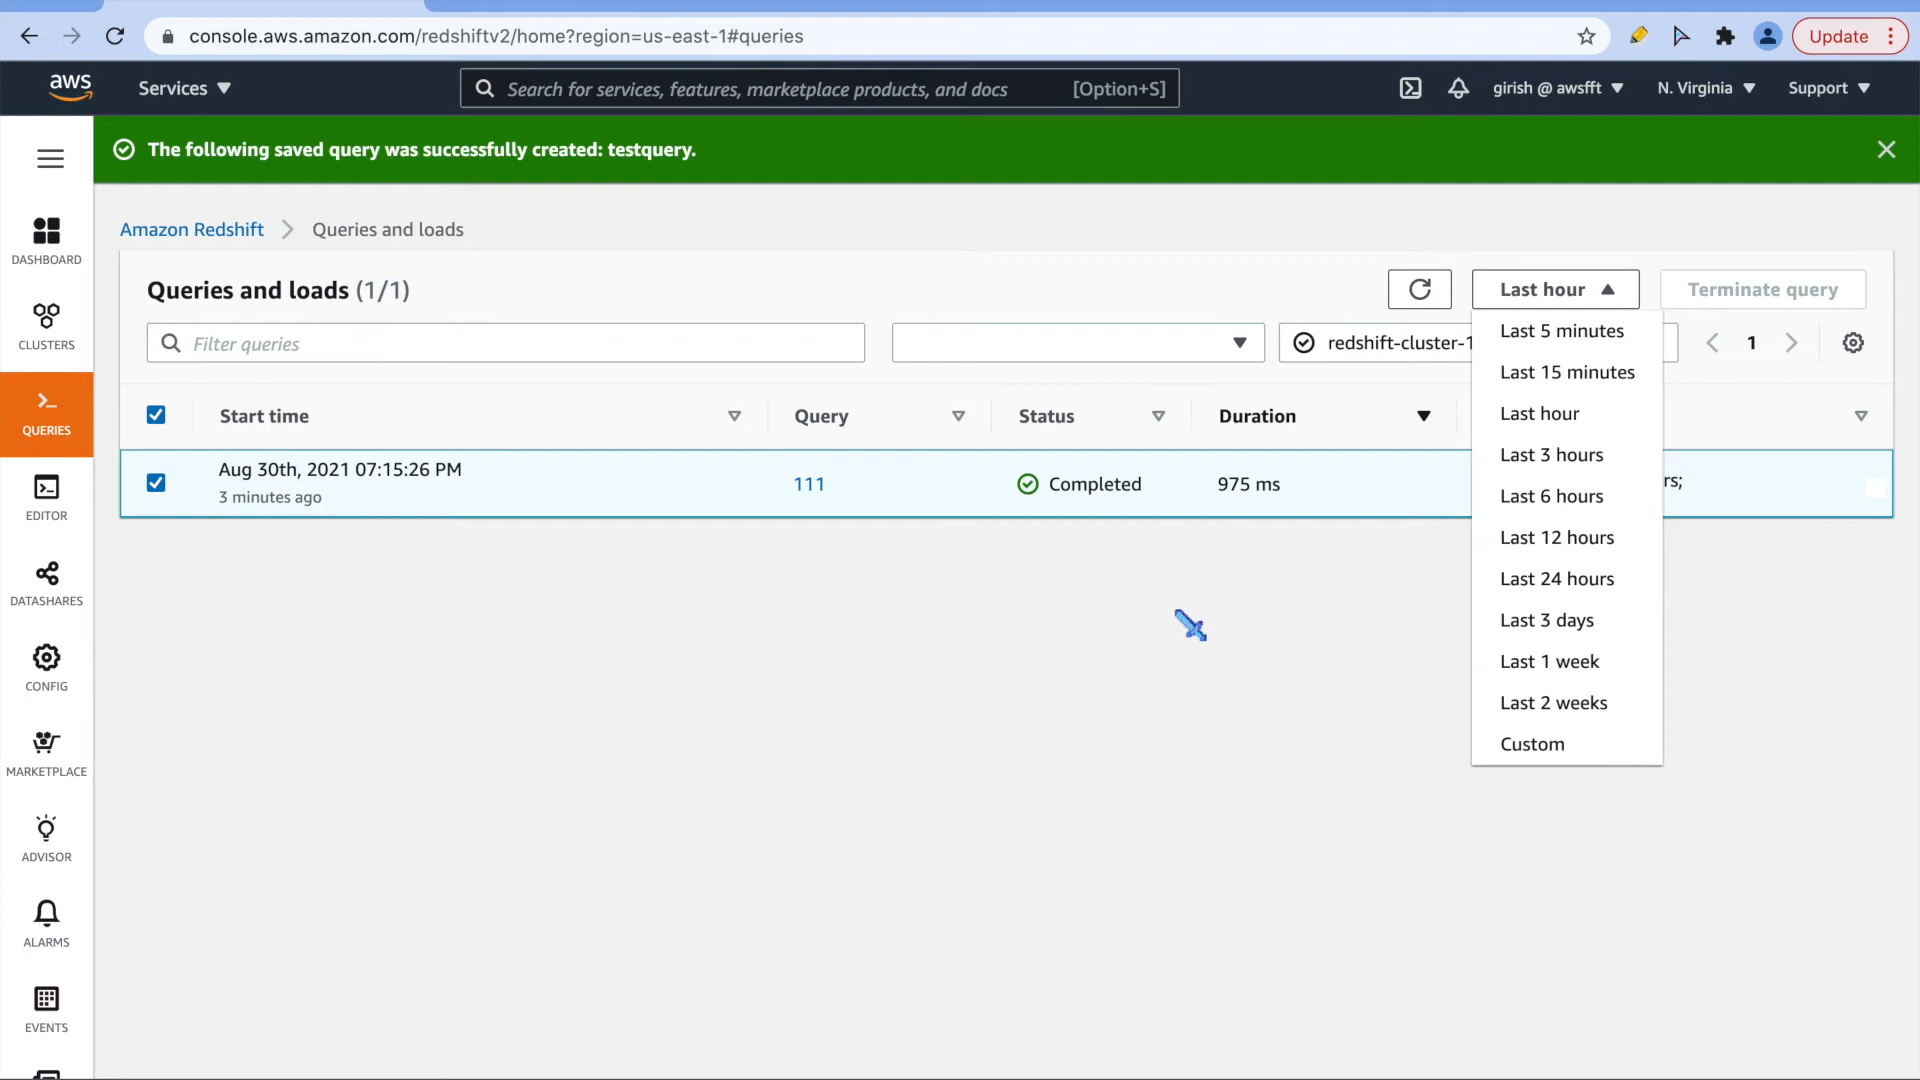 console.aws.amazon.com/redshiftv2/home?region=us-east-1#queries
Update
aws
Services
Search for services, features, marketplace products, and docs
[Option+S]
girish @ awsfft
N. Virginia
Support
The following saved query was successfully created: testquery.
Amazon Redshift
Queries and loads
DASHBOARD
CLUSTERS
QUERIES
EDITOR
DATASHARES
CONFIG
MARKETPLACE
ADVISOR
ALARMS
EVENTS
Queries and loads (1/1)
Last hour
Terminate query
Filter queries
redshift-cluster-1
1
Start time
Query
Status
Duration
Aug 30th, 2021 07:15:26 PM
3 minutes ago
111
Completed
975 ms
rs;
Last 5 minutes
Last 15 minutes
Last hour
Last 3 hours
Last 6 hours
Last 12 hours
Last 24 hours
Last 3 days
Last 1 week
Last 2 weeks
Custom